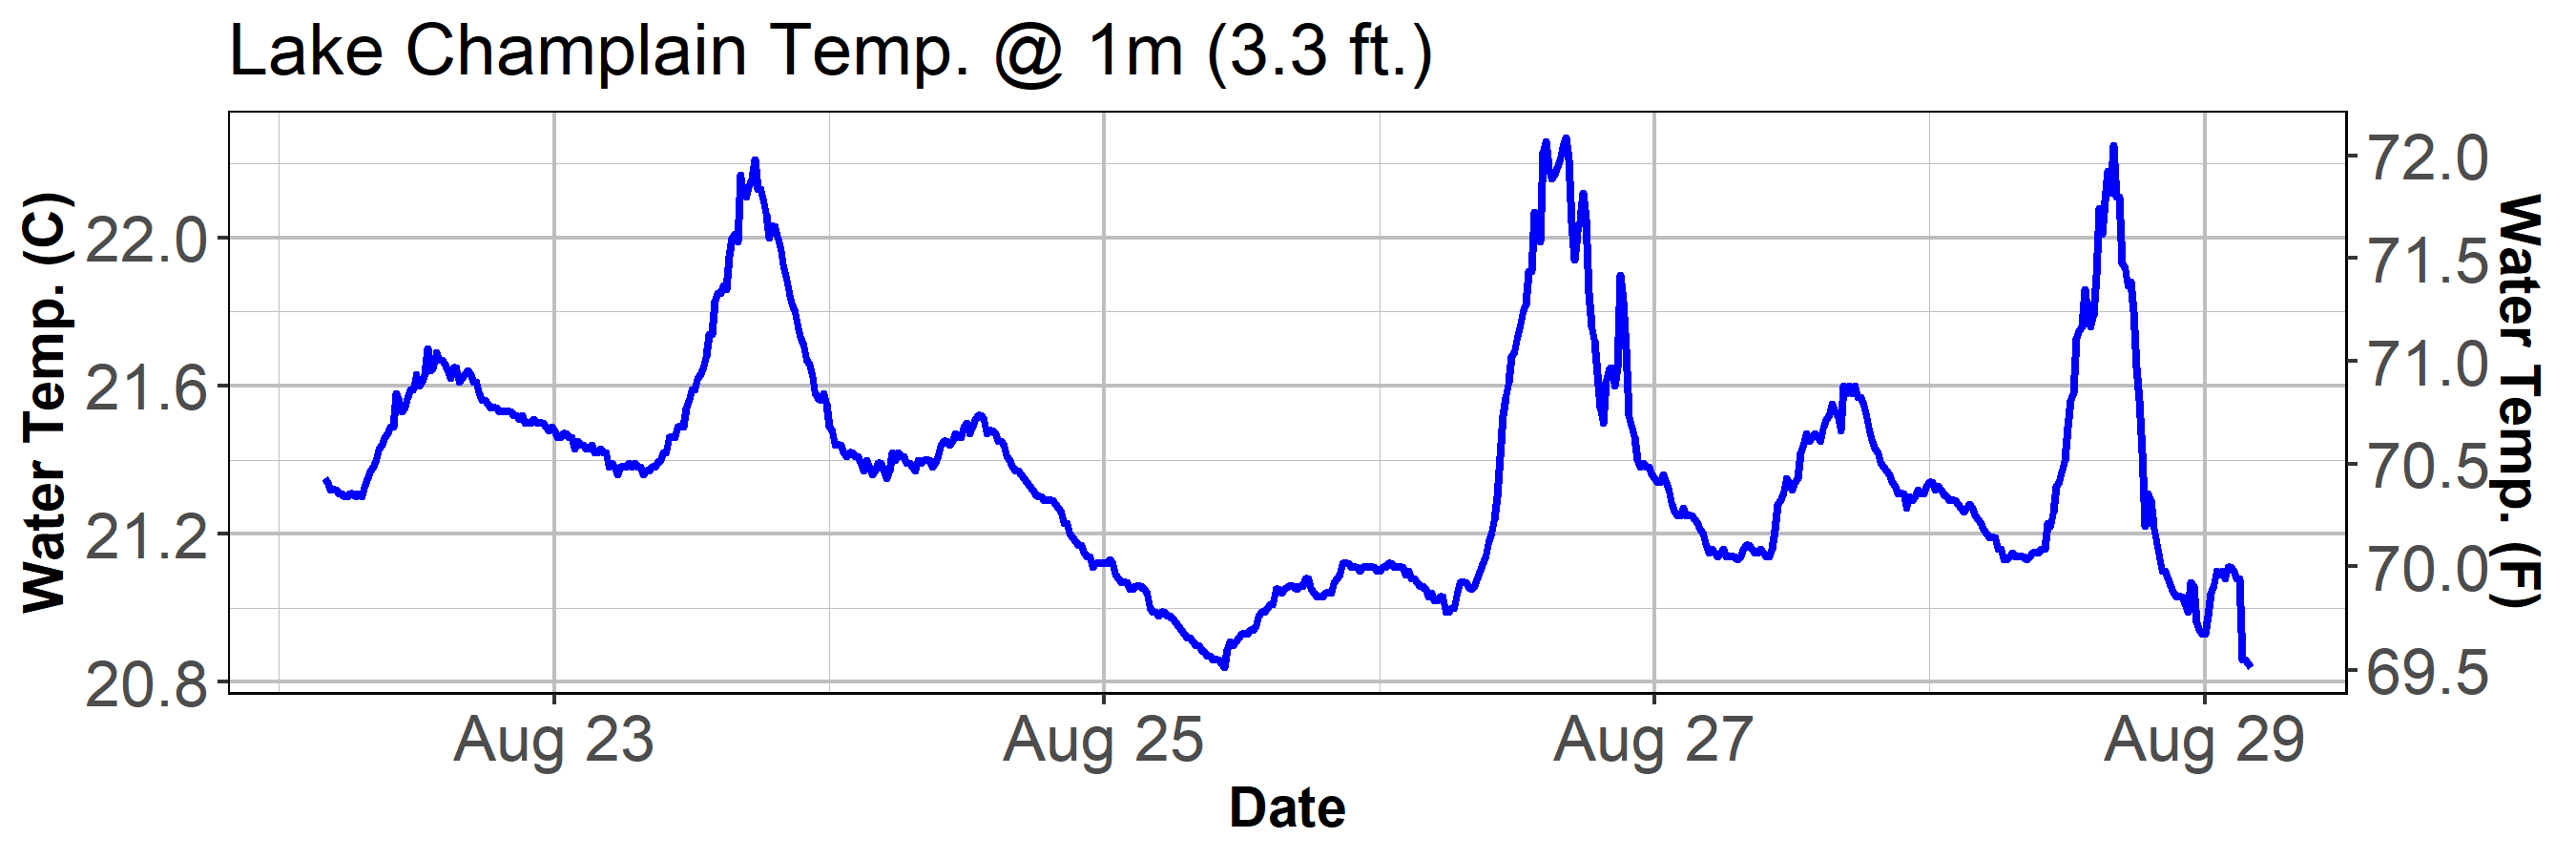 Lake Champlain Temp. @ 1m (3.3 ft.)
Water Temp. (C)
22.0
21.6
21.2
20.8
72.0
71.5
71.0
70.5
70.0
69.5
Water Temp. (F)
Aug 23
Aug 25
Aug 27
Aug 29
Date